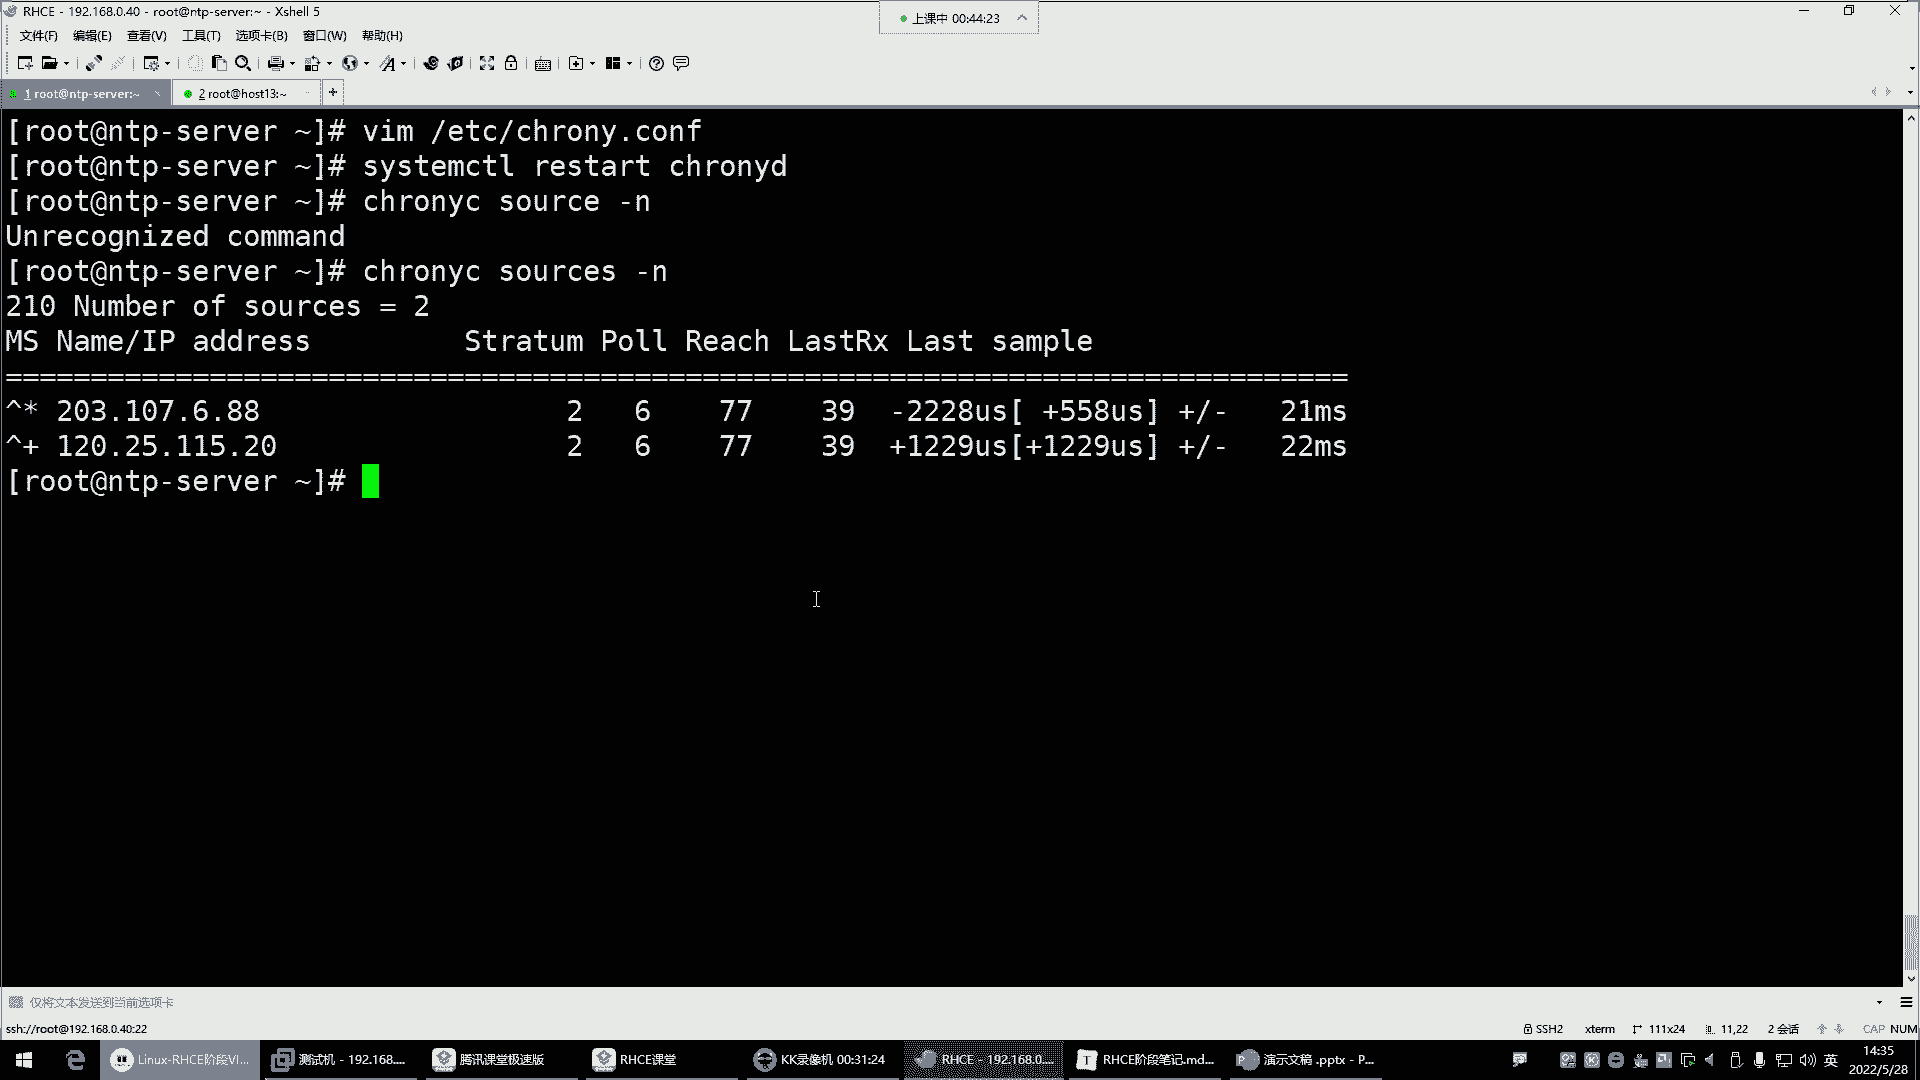 RHCE - 192.168.0.40 - root@ntp-server:~ - Xshell 5
上课中 00:44:23
文件(F) 编辑(E) 查看(V) 工具(T) 选项卡(B) 窗口(W) 帮助(H)
1 root@ntp-server:~ 2 root@host13:~ +
[root@ntp-server ~]# vim /etc/chrony.conf
[root@ntp-server ~]# systemctl restart chronyd
[root@ntp-server ~]# chronyc source -n
Unrecognized command
[root@ntp-server ~]# chronyc sources -n
210 Number of sources = 2
MS Name/IP address         Stratum Poll Reach LastRx Last sample
===============================================================================
^* 203.107.6.88                  2   6    77    39  -2228us[ +558us] +/-   21ms
^+ 120.25.115.20                 2   6    77    39  +1229us[+1229us] +/-   22ms
[root@ntp-server ~]#
仅将文本发送到当前选项卡
ssh://root@192.168.0.40:22 SSH2 xterm 111x24 11,22 2 会话 CAP NUM
Linux-RHCE阶段VI... 测试机 - 192.168.... 腾讯课堂极速版 RHCE课堂 KK录像机 00:31:24 RHCE - 192.168.0.... RHCE阶段笔记.md... 演示文稿 .pptx - P... 英 14:35
2022/5/28